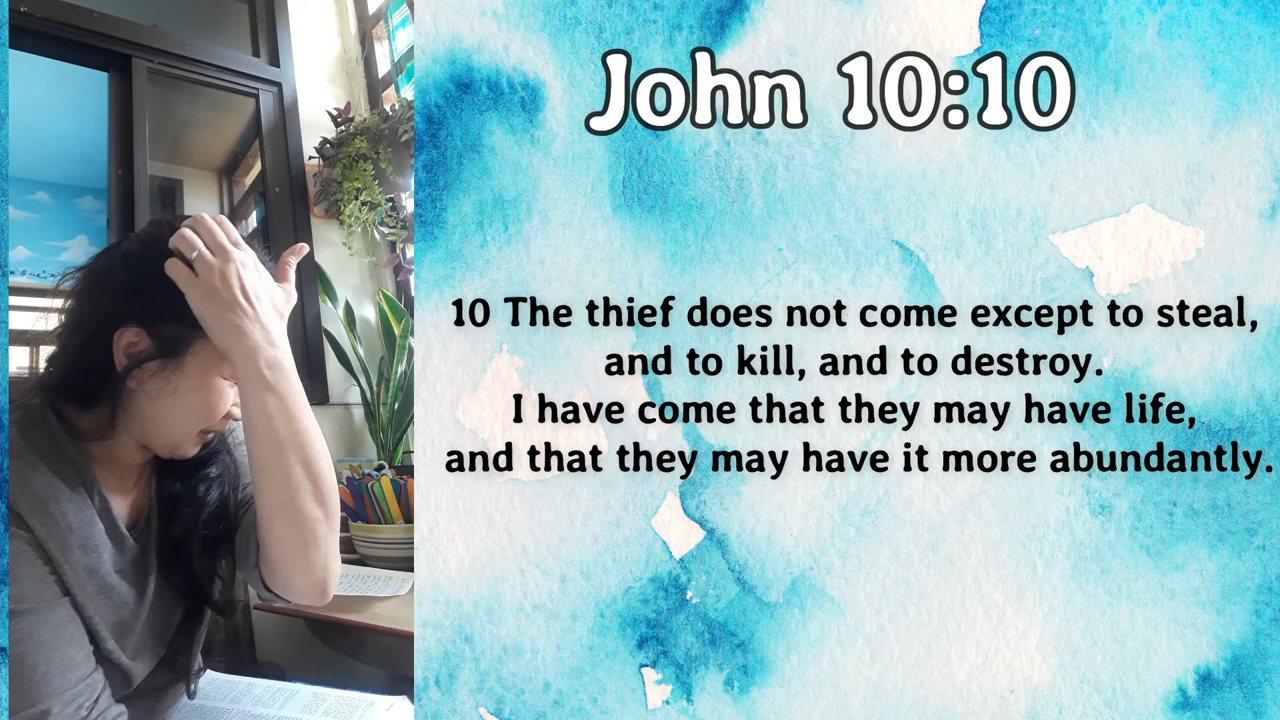 John 10:10
10 The thief does not come except to steal,
and to kill, and to destroy.
I have come that they may have life,
and that they may have it more abundantly.